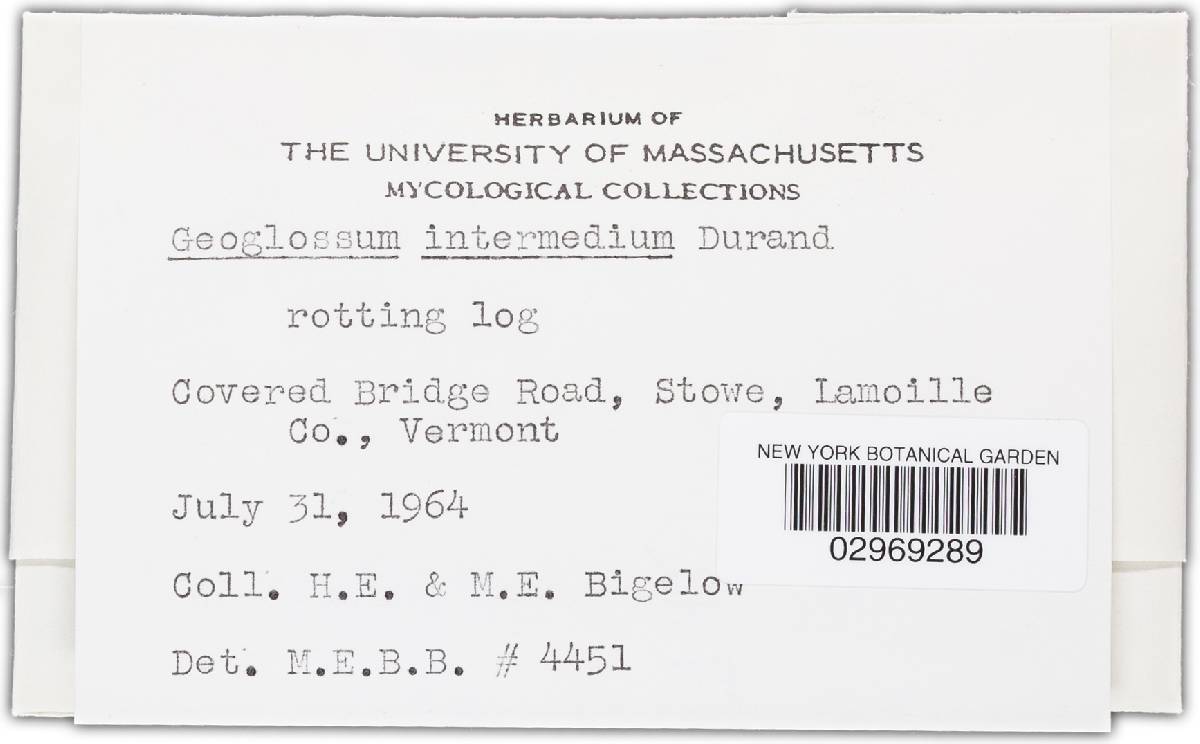 HERBARIUM OF
THE UNIVERSITY OF MASSACHUSETTS
MYCOLOGICAL COLLECTIONS
Geoglossum intermedium Durand
rotting log
Covered Bridge Road, Stowe, Lamoille
Co., Vermont
July 31, 1964
Coll. H.E. & M.E. Bigelow
Det. M.E.B.B. # 4451
NEW YORK BOTANICAL GARDEN
02969289